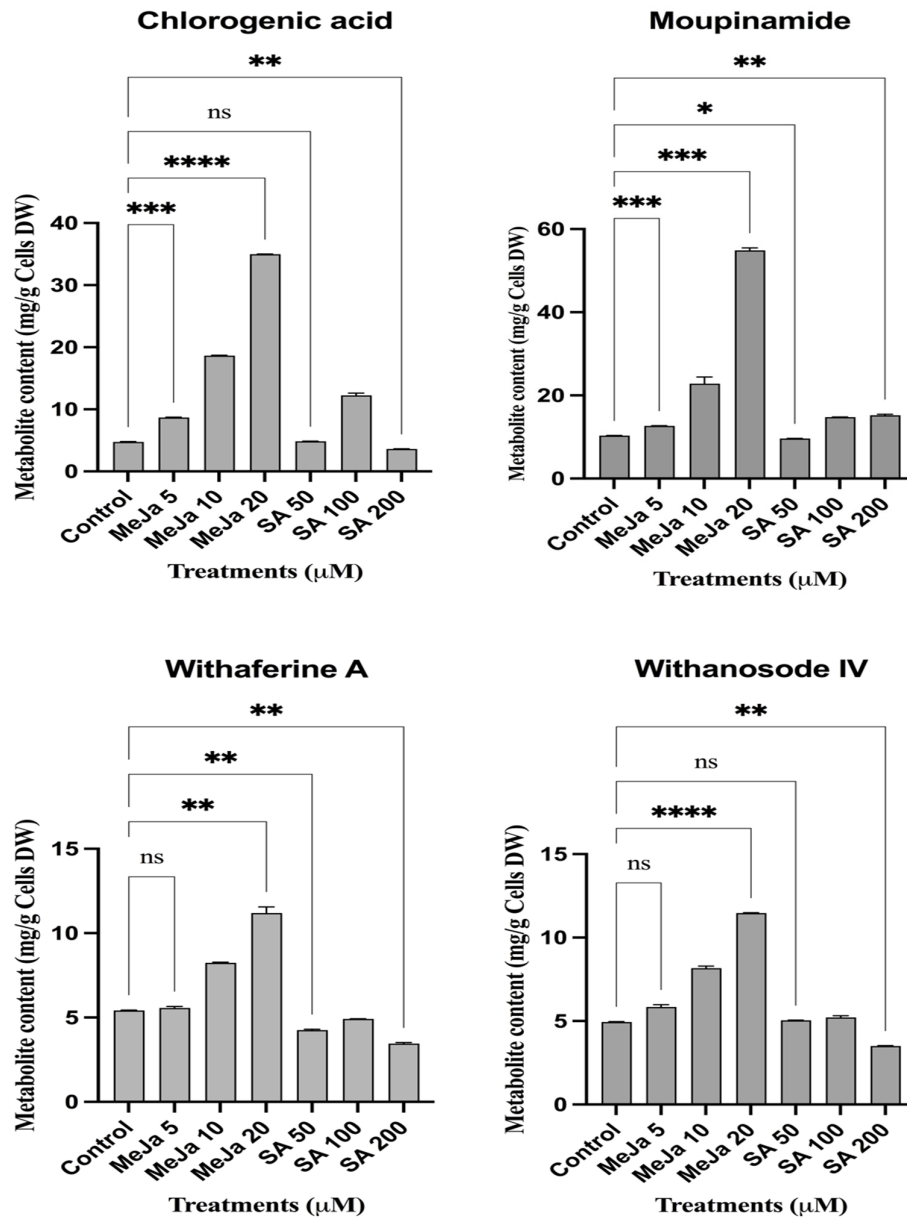 Chlorogenic acid
**
ns
****
***
Metabolite content (mg/g Cells DW)
40
30
20
10
0
Control
MeJa 5
MeJa 10
MeJa 20
SA 50
SA 100
SA 200
Treatments (μM)
Moupinamide
**
*
***
***
Metabolite content (mg/g Cells DW)
60
40
20
0
Control
MeJa 5
MeJa 10
MeJa 20
SA 50
SA 100
SA 200
Treatments (μM)
Withaferine A
**
**
**
ns
Metabolite content (mg/g Cells DW)
15
10
5
0
Control
MeJa 5
MeJa 10
MeJa 20
SA 50
SA 100
SA 200
Treatments (μM)
Withanosode IV
**
ns
****
ns
Metabolite content (mg/g Cells DW)
15
10
5
0
Control
MeJa 5
MeJa 10
MeJa 20
SA 50
SA 100
SA 200
Treatments (μM)